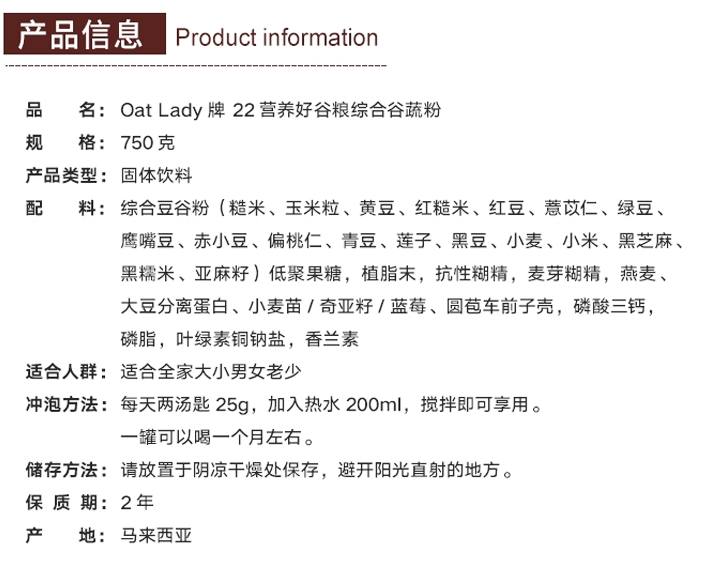 产品信息 Product information
品 名：Oat Lady 牌 22 营养好谷粮综合谷蔬粉
规 格：750 克
产品类型：固体饮料
配 料：综合豆谷粉（糙米、玉米粒、黄豆、红糙米、红豆、薏苡仁、绿豆、
鹰嘴豆、赤小豆、偏桃仁、青豆、莲子、黑豆、小麦、小米、黑芝麻、
黑糯米、亚麻籽）低聚果糖，植脂末，抗性糊精，麦芽糊精，燕麦、
大豆分离蛋白、小麦苗 / 奇亚籽 / 蓝莓、圆苞车前子壳，磷酸三钙，
磷脂，叶绿素铜钠盐，香兰素
适合人群：适合全家大小男女老少
冲泡方法：每天两汤匙 25g，加入热水 200ml，搅拌即可享用。
一罐可以喝一个月左右。
储存方法：请放置于阴凉干燥处保存，避开阳光直射的地方。
保 质 期：2 年
产 地：马来西亚